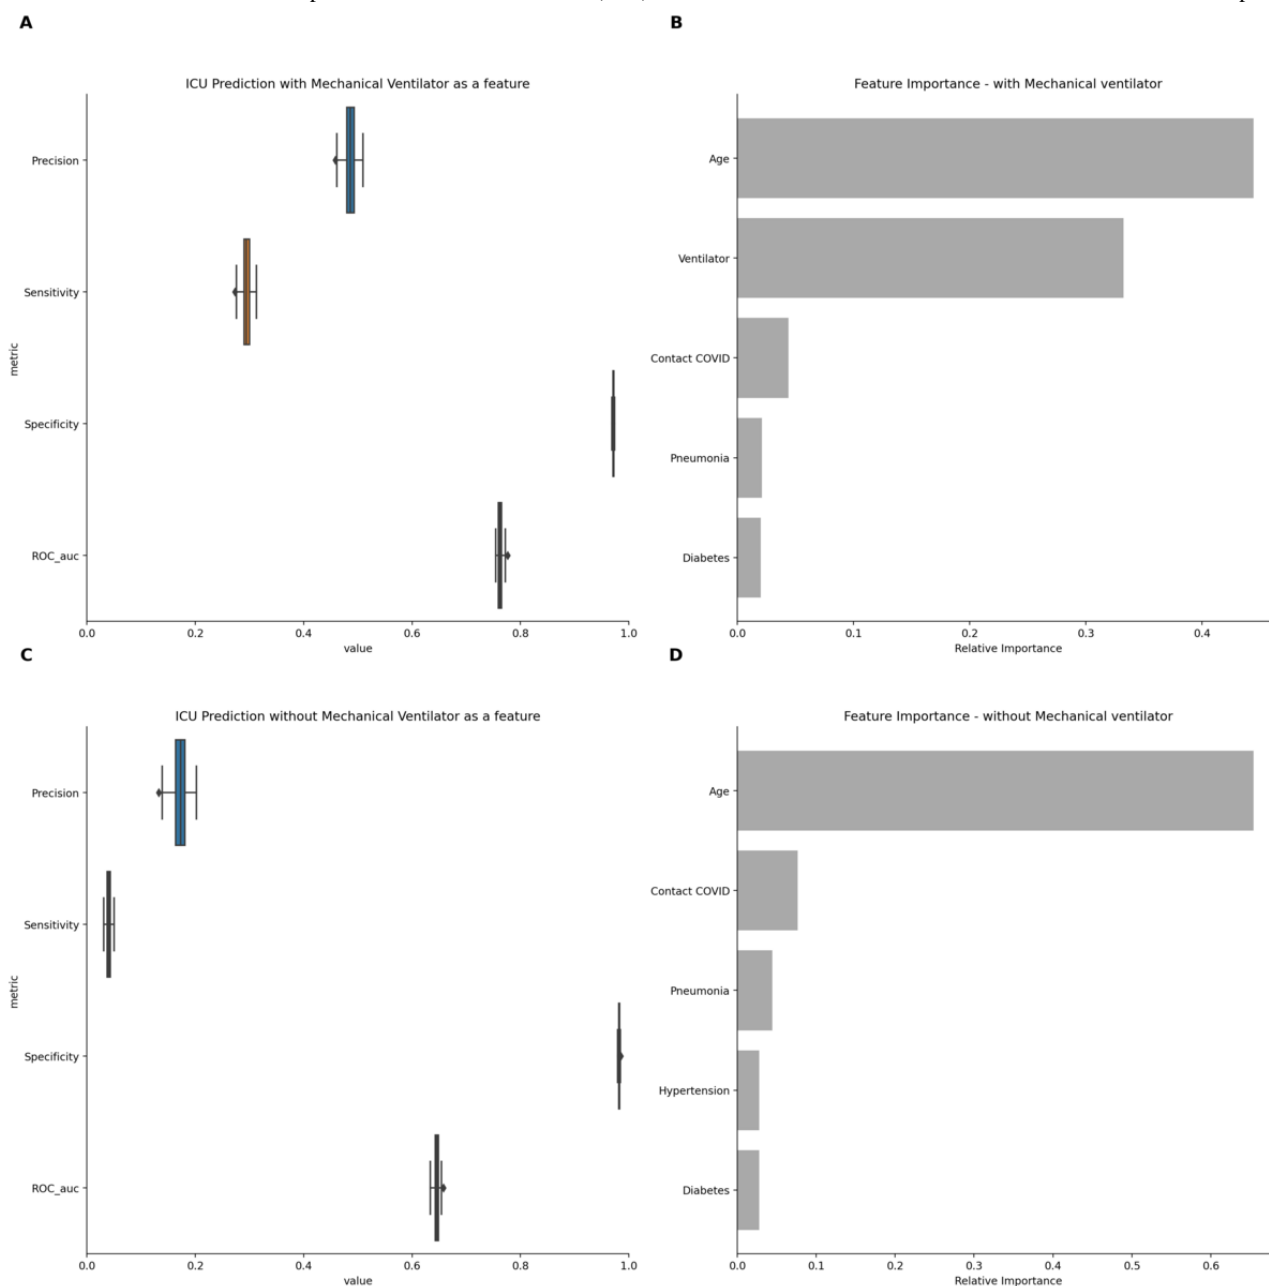 A
ICU Prediction with Mechanical Ventilator as a feature
Precision
Sensitivity
Specificity
ROC_auc
metric
0.0 0.2 0.4 0.6 0.8 1.0
value
B
Feature Importance - with Mechanical ventilator
Age
Ventilator
Contact COVID
Pneumonia
Diabetes
0.0 0.1 0.2 0.3 0.4
Relative Importance
C
ICU Prediction without Mechanical Ventilator as a feature
Precision
Sensitivity
Specificity
ROC_auc
metric
0.0 0.2 0.4 0.6 0.8 1.0
value
D
Feature Importance - without Mechanical ventilator
Age
Contact COVID
Pneumonia
Hypertension
Diabetes
0.0 0.1 0.2 0.3 0.4 0.5 0.6
Relative Importance